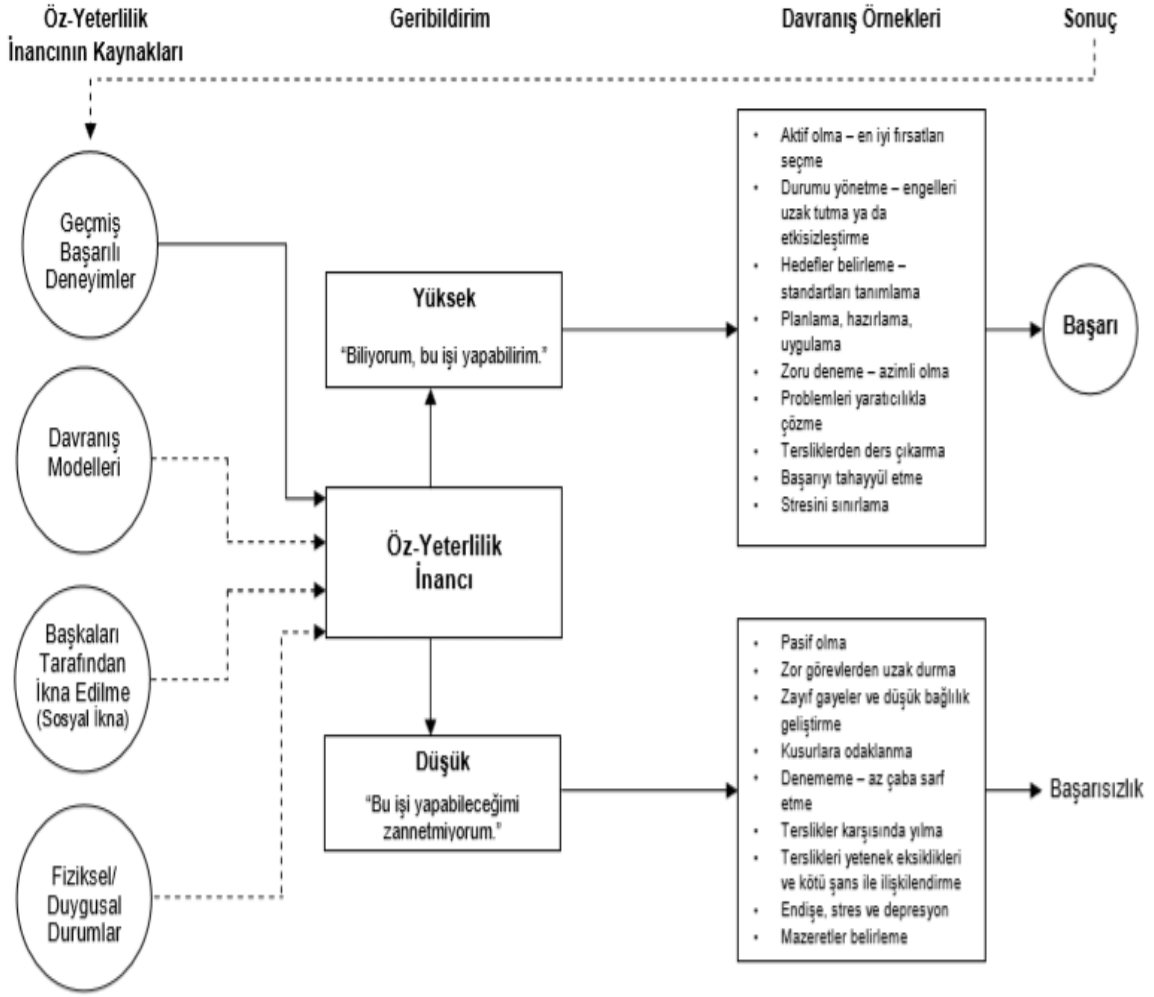 Öz-Yeterlilik
İnancının Kaynakları
Geribildirim
Davranış Örnekleri
Sonuç
Geçmiş
Başarılı
Deneyimler
Davranış
Modelleri
Başkaları
Tarafından
İkna Edilme
(Sosyal İkna)
Fiziksel/
Duygusal
Durumlar
Yüksek
“Biliyorum, bu işi yapabilirim.”
Öz-Yeterlilik
İnancı
Düşük
“Bu işi yapabileceğimi
zannetmiyorum.”
• Aktif olma – en iyi fırsatları
seçme
• Durumu yönetme – engelleri
uzak tutma ya da
etkisizleştirme
• Hedefler belirleme –
standartları tanımlama
• Planlama, hazırlama,
uygulama
• Zoru deneme – azimli olma
• Problemleri yaratıcılıkla
çözme
• Tersliklerden ders çıkarma
• Başarıyı tahayyül etme
• Stresini sınırlama
Başarı
• Pasif olma
• Zor görevlerden uzak durma
• Zayıf gayeler ve düşük bağlılık
geliştirme
• Kusurlara odaklanma
• Denememe – az çaba sarf
etme
• Terslikler karşısında yılma
• Terslikleri yetenek eksiklikleri
ve kötü şans ile ilişkilendirme
• Endişe, stres ve depresyon
• Mazeretler belirleme
Başarısızlık